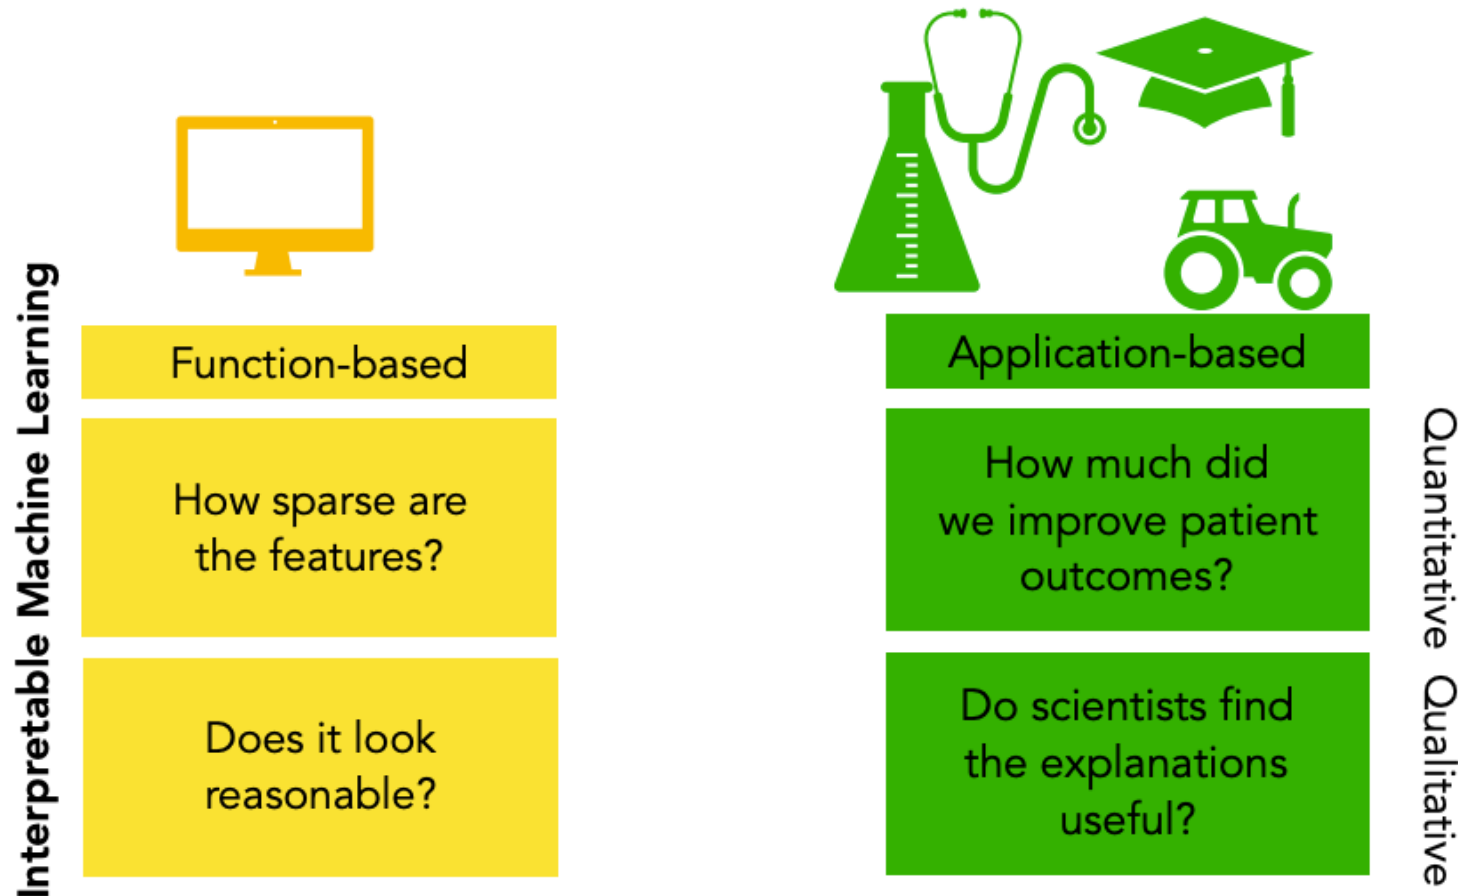 Interpretable Machine Learning
Function-based
How sparse are
the features?
Does it look
reasonable?
Application-based
How much did
we improve patient
outcomes?
Do scientists find
the explanations
useful?
Quantitative
Qualitative